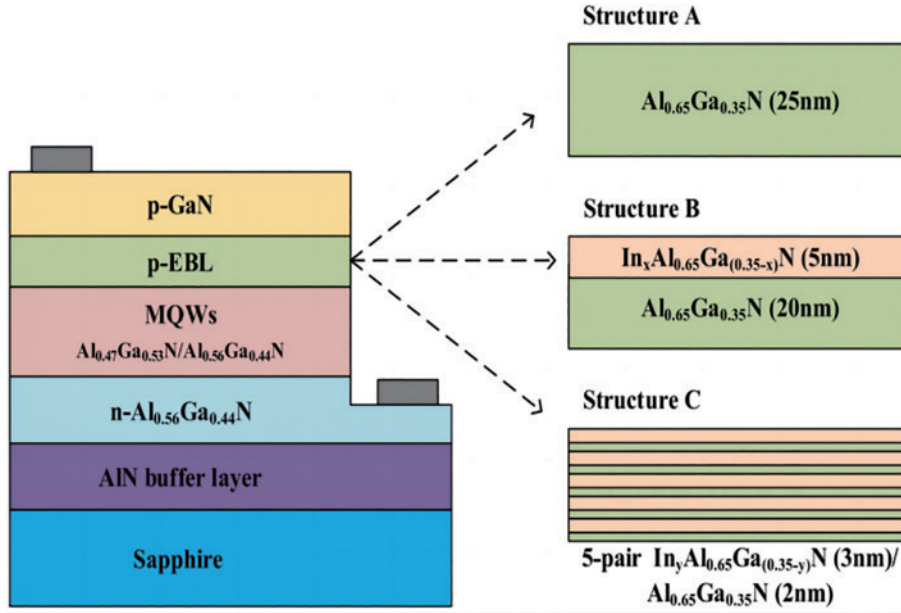 Structure A
Al₀.₆₅Ga₀.₃₅N (25nm)
Structure B
InₓAl₀.₆₅Ga₍₀.₃₅₋ₓ₎N (5nm)
Al₀.₆₅Ga₀.₃₅N (20nm)
Structure C
5-pair InᵧAl₀.₆₅Ga₍₀.₃₅₋ᵧ₎N (3nm)/
Al₀.₆₅Ga₀.₃₅N (2nm)
p-GaN
p-EBL
MQWs
Al₀.₄₇Ga₀.₅₃N/Al₀.₅₆Ga₀.₄₄N
n-Al₀.₅₆Ga₀.₄₄N
AlN buffer layer
Sapphire